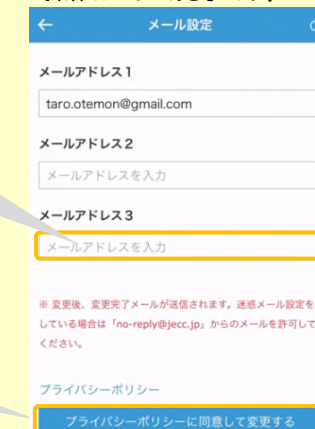 メール設定
メールアドレス1
taro.otemon@gmail.com
メールアドレス2
メールアドレスを入力
メールアドレス3
メールアドレスを入力
※ 変更後、変更完了メールが送信されます。迷惑メール設定を
している場合は「no-reply@jecc.jp」からのメールを許可して
ください。
プライバシーポリシー
プライバシーポリシーに同意して変更する